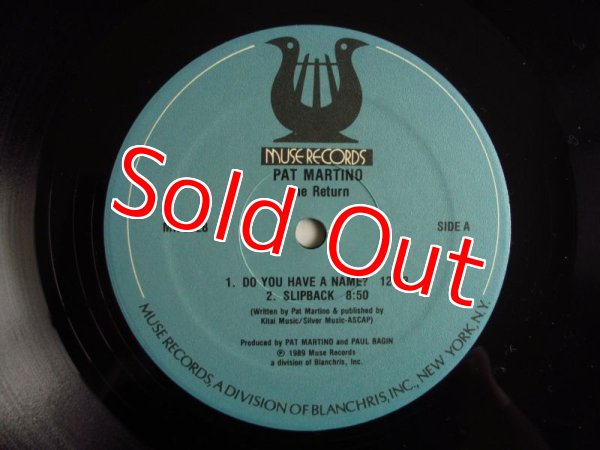 MUSE RECORDS
PAT MARTINO
Return
SIDE A
Sold Out
1. DO YOU HAVE A NAME?
2. SLIPBACK 8:50
(Written by Pat Martino & published by
Kitai Music/Silver Music-ASCAP)
Produced by PAT MARTINO and PAUL BAGIN
℗ 1989 Muse Records
a division of Blanchris, Inc.
MUSE RECORDS, A DIVISION OF BLANCHRIS, INC., NEW YORK, N.Y.